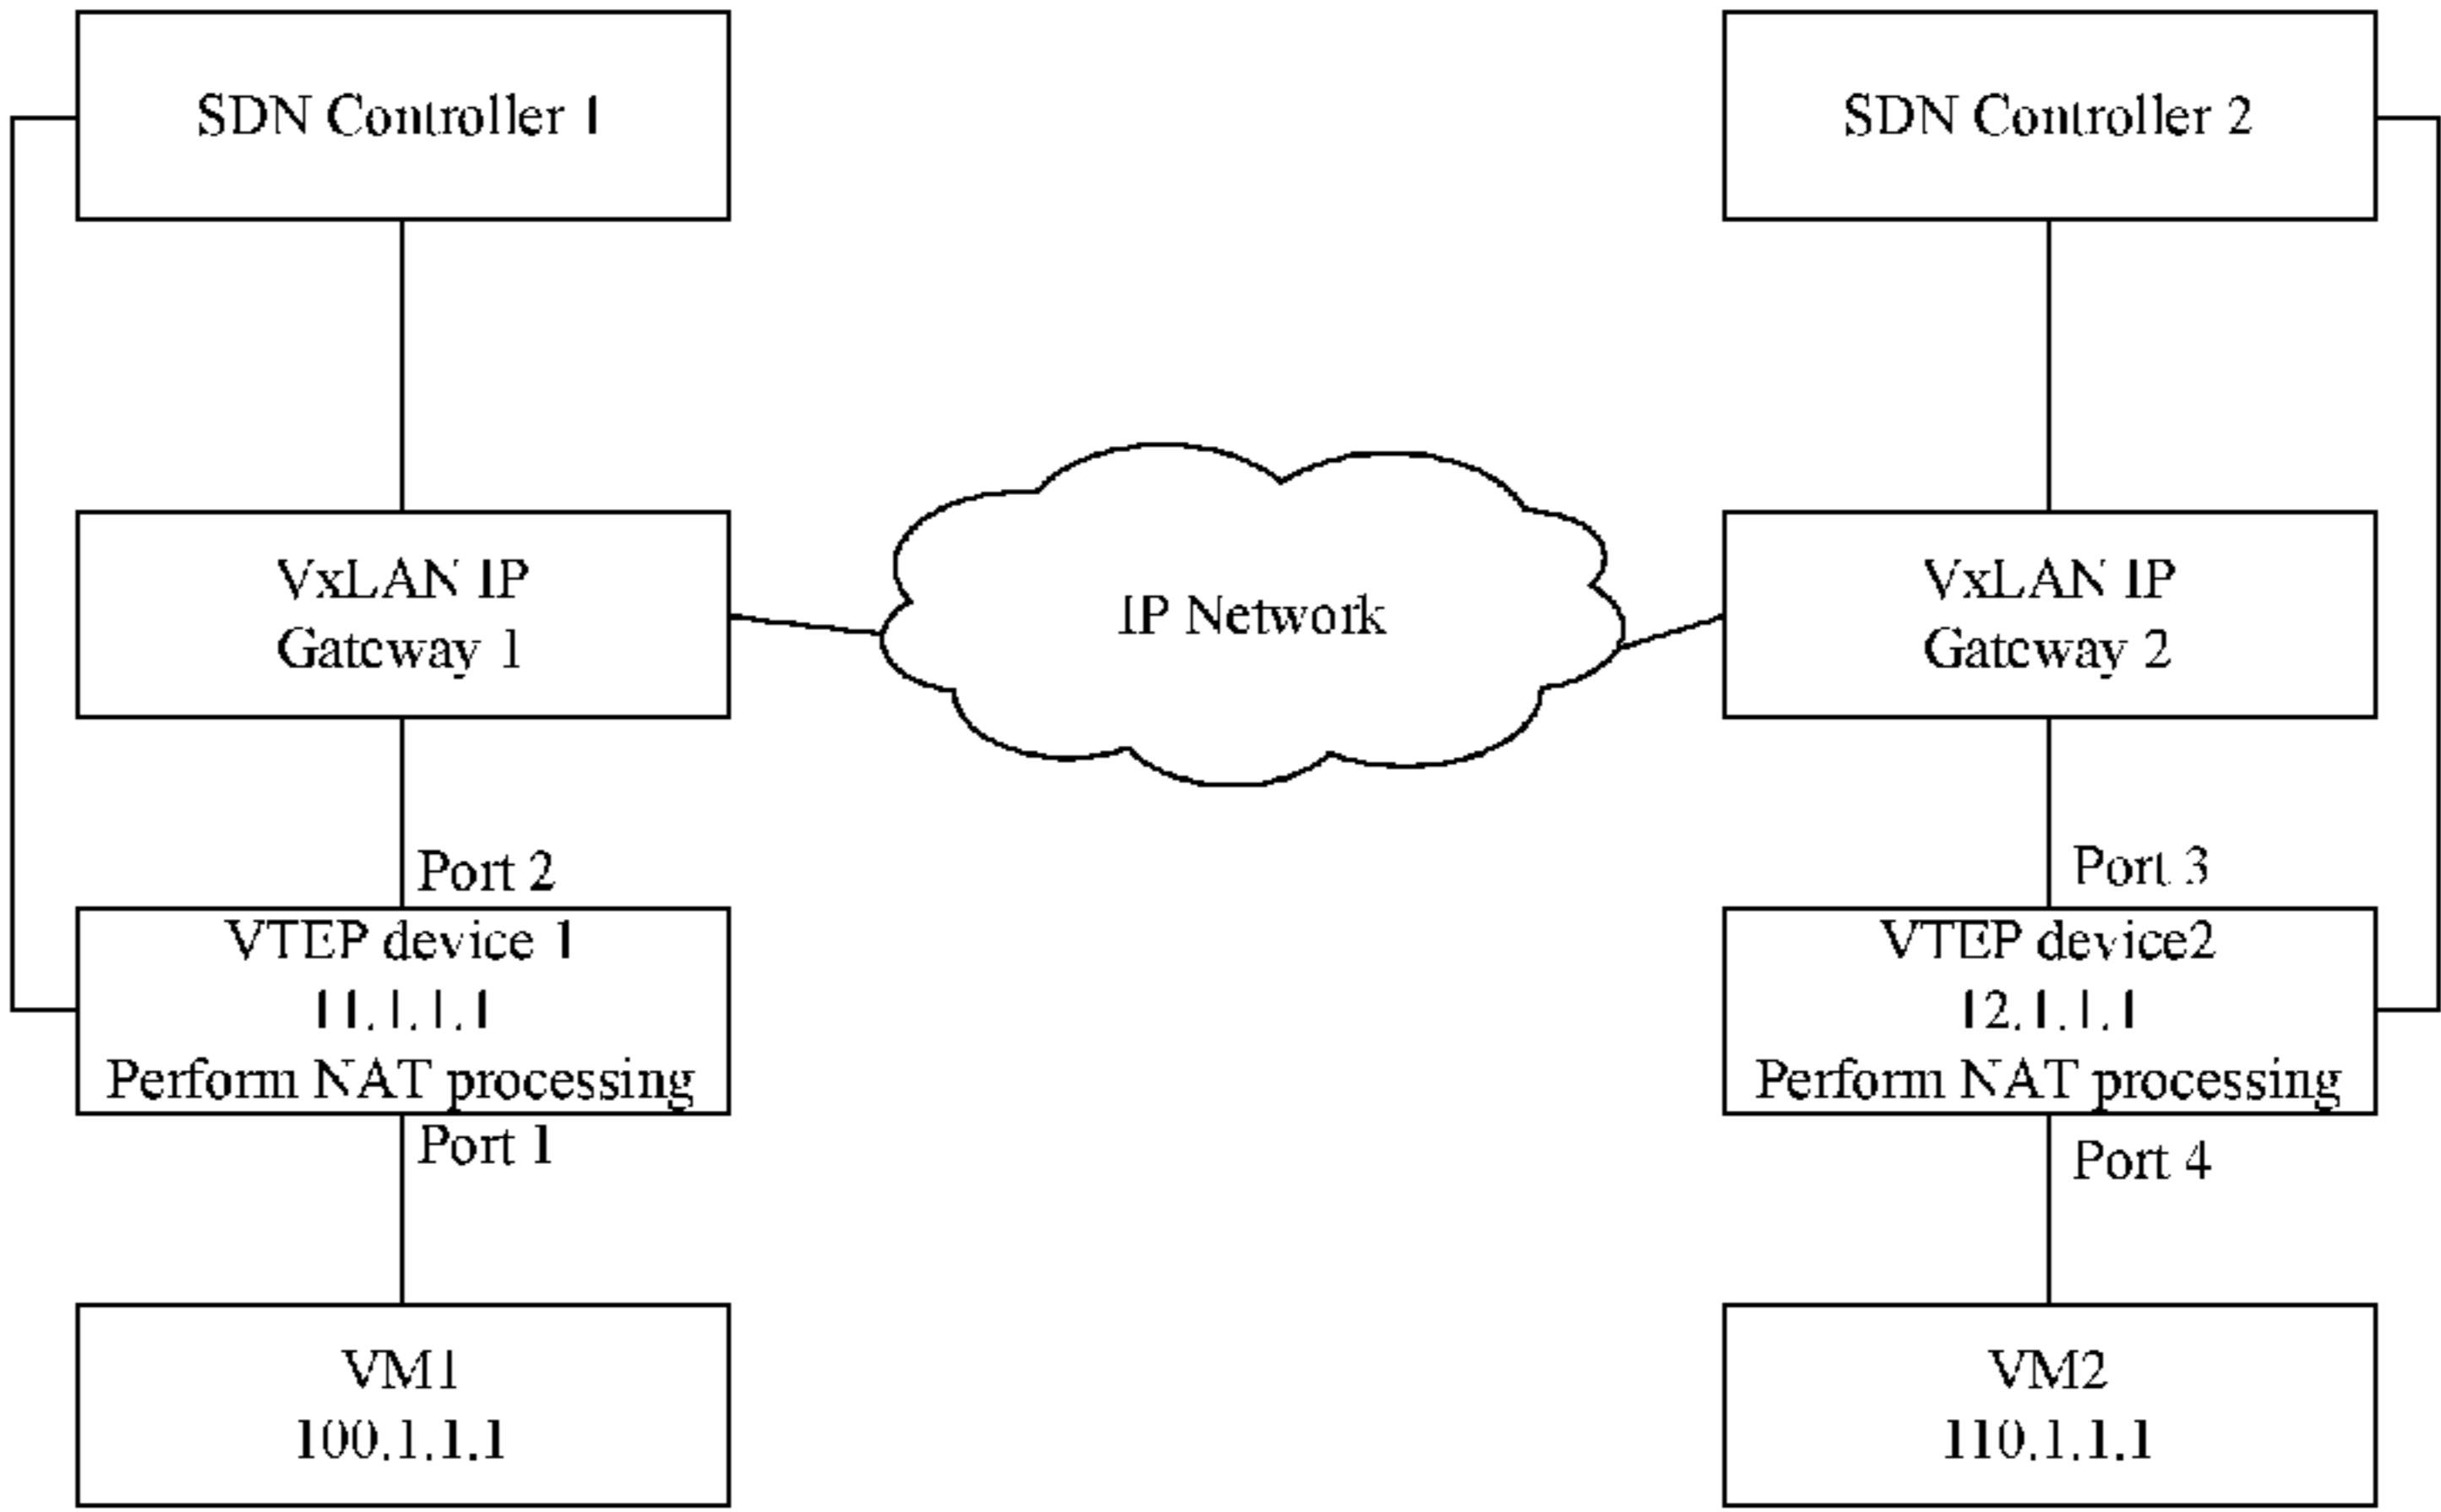 SDN Controller 1
SDN Controller 2
VxLAN IP
Gateway 1
IP Network
VxLAN IP
Gateway 2
Port 2
Port 3
VTEP device 1
11.1.1.1
Perform NAT processing
VTEP device2
12.1.1.1
Perform NAT processing
Port 1
Port 4
VM1
100.1.1.1
VM2
110.1.1.1